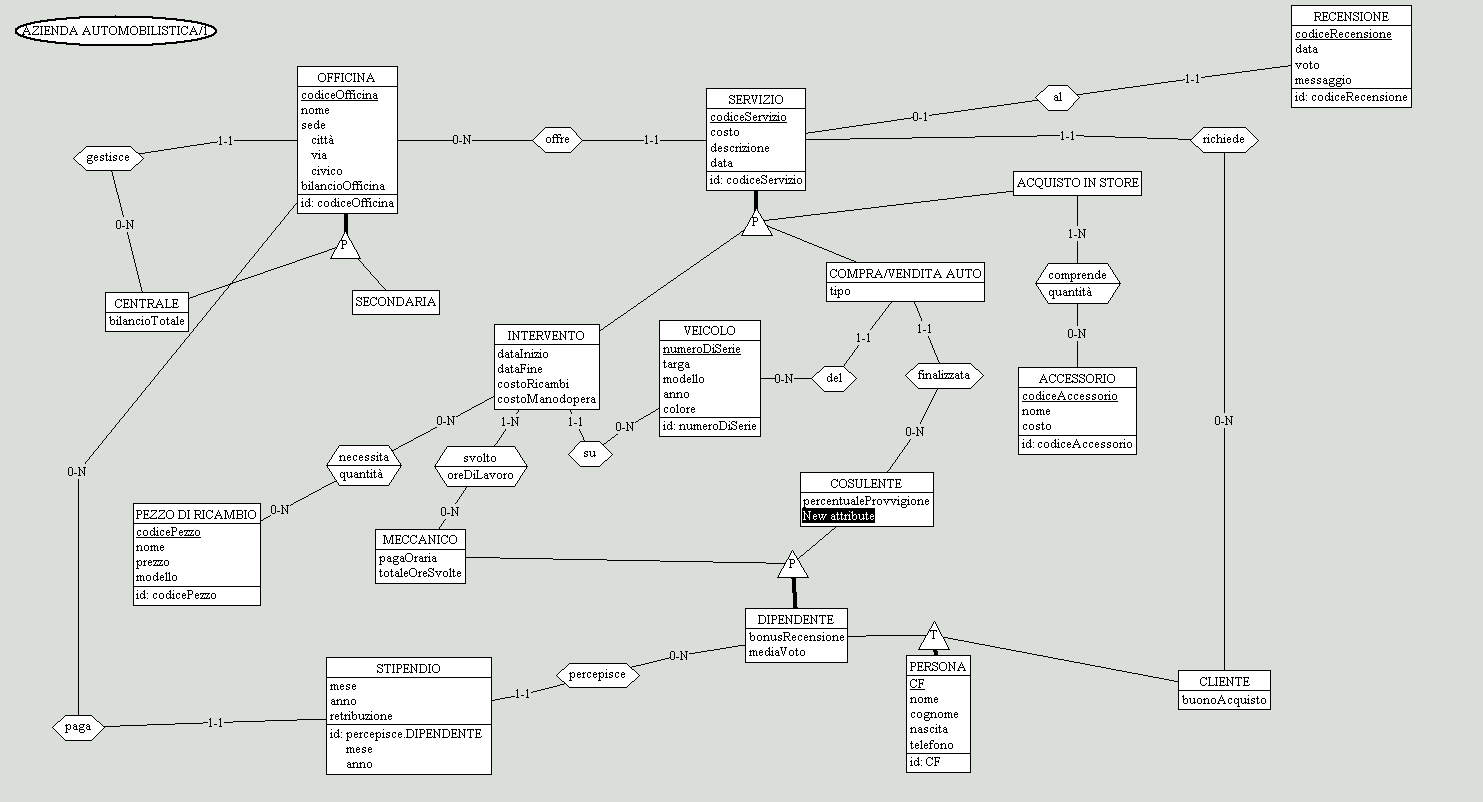 AZIENDA AUTOMOBILISTICA/1
RECENSIONE
codiceRecensione
data
voto
messaggio
id: codiceRecensione
OFFICINA
codiceOfficina
nome
sede
città
via
civico
bilancioOfficina
id: codiceOfficina
SERVIZIO
codiceServizio
costo
descrizione
data
id: codiceServizio
1-1
al
0-1
gestisce
1-1
0-N
offre
1-1
1-1
richiede
ACQUISTO IN STORE
P
P
0-N
1-N
CENTRALE
bilancioTotale
SECONDARIA
COMPRA/VENDITA AUTO
tipo
comprende
quantità
INTERVENTO
dataInizio
dataFine
costoRicambi
costoManodopera
VEICOLO
numeroDiSerie
targa
modello
anno
colore
id: numeroDiSerie
1-1
1-1
0-N
0-N
del
finalizzata
ACCESSORIO
codiceAccessorio
nome
costo
id: codiceAccessorio
0-N
0-N
1-N
1-1
0-N
0-N
necessita
quantità
svolto
oreDiLavoro
su
0-N
COSULENTE
percentualeProvvigione
New attribute
PEZZO DI RICAMBIO
codicePezzo
nome
prezzo
modello
id: codicePezzo
0-N
0-N
MECCANICO
pagaOraria
totaleOreSvolte
P
DIPENDENTE
bonusRecensione
mediaVoto
T
PERSONA
CF
nome
cognome
nascita
telefono
id: CF
CLIENTE
buonoAcquisto
STIPENDIO
mese
anno
retribuzione
id: percepisce.DIPENDENTE
mese
anno
percepisce
0-N
1-1
paga
1-1